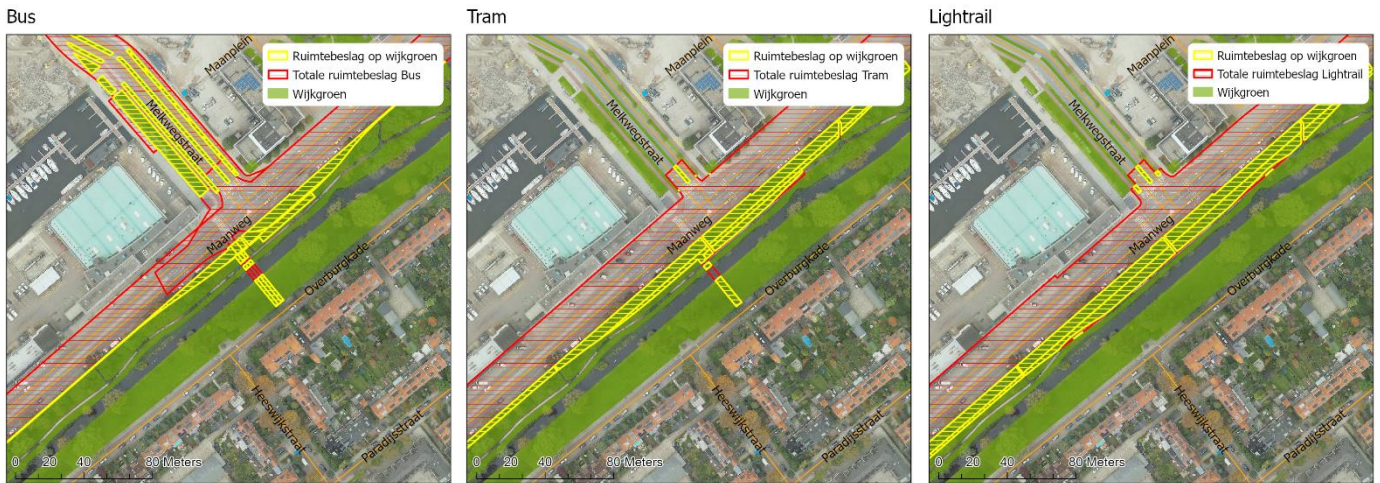 Bus
Ruimtebeslag op wijkgroen
Totale ruimtebeslag Bus
Wijkgroen
Maanplein
Melkwegstraat
Maanweg
Overburgkade
Heeswijkstraat
Paradijsstraat
0 20 40 80 Meters
Tram
Ruimtebeslag op wijkgroen
Totale ruimtebeslag Tram
Wijkgroen
Maanplein
Melkwegstraat
Maanweg
Overburgkade
Heeswijkstraat
Paradijsstraat
0 20 40 80 Meters
Lightrail
Ruimtebeslag op wijkgroen
Totale ruimtebeslag Lightrail
Wijkgroen
Maanplein
Melkwegstraat
Maanweg
Overburgkade
Heeswijkstraat
Paradijsstraat
0 20 40 80 Meters